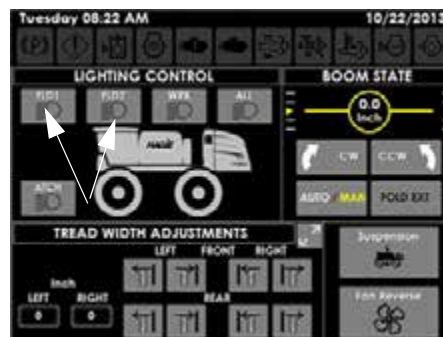 Tuesday 08:22 AM 10/22/2013
(P)
LIGHTING CONTROL
FLD1 FLD2 WRK ALL
HAGIE
ATCH
BOOM STATE
0.0
Inch
CW CCW
AUTO / MAN FOLD EXT
TREAD WIDTH ADJUSTMENTS
LEFT FRONT RIGHT
Inch
LEFT RIGHT
0 0
REAR
Suspension
Fan Reverse